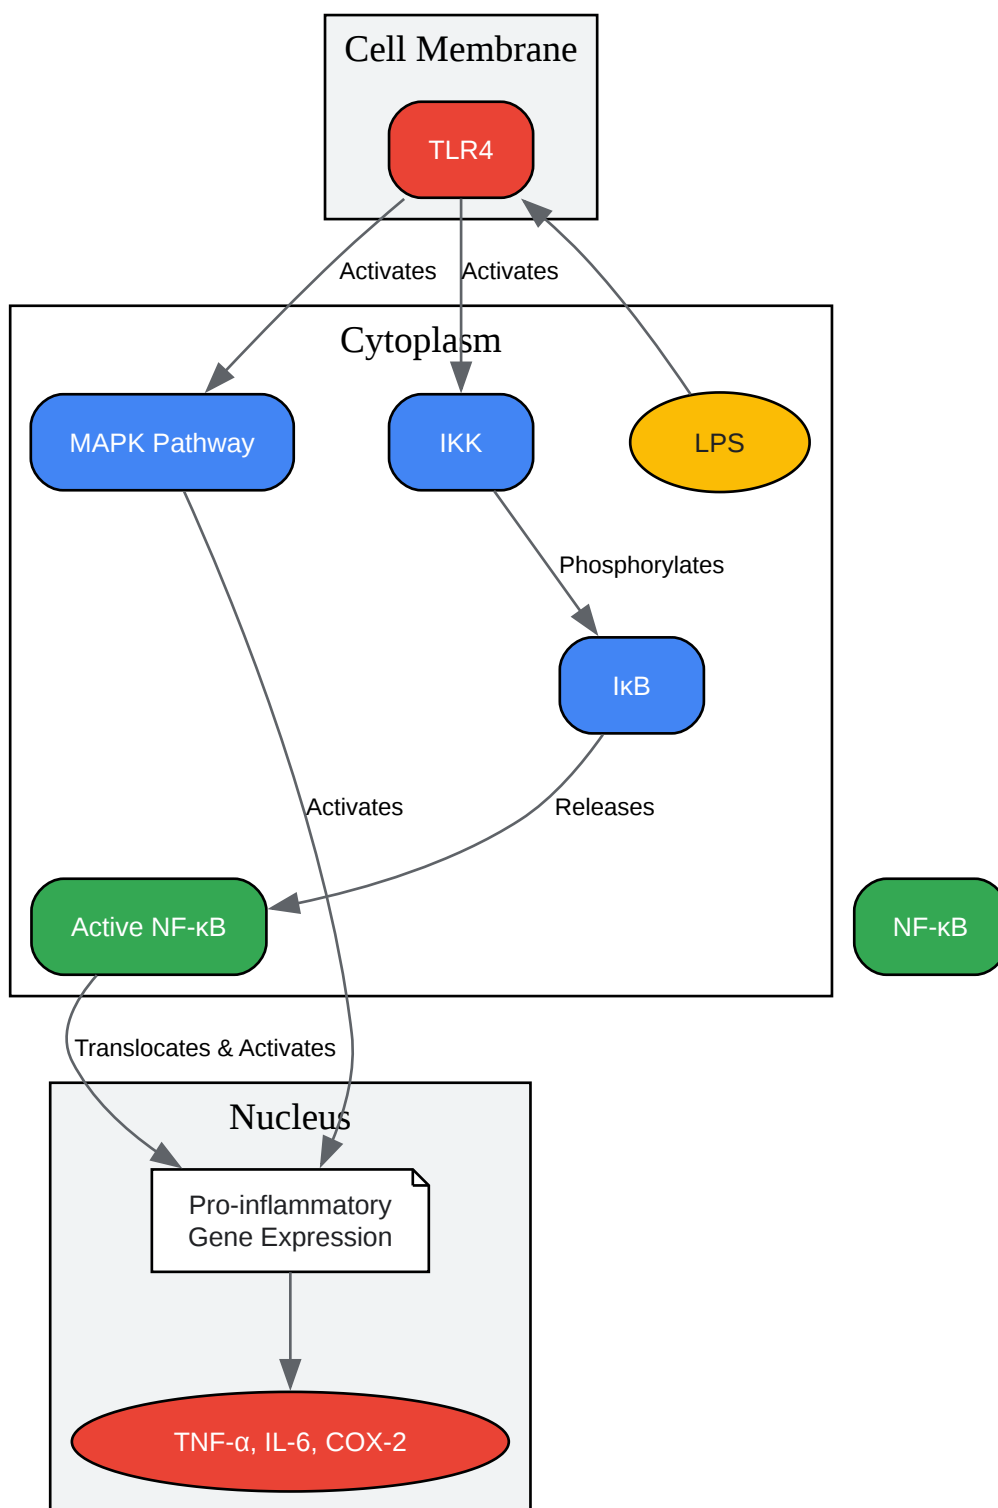 Cell Membrane
TLR4
Activates
Activates
Cytoplasm
MAPK Pathway
IKK
LPS
Phosphorylates
IκB
Activates
Releases
Active NF-κB
NF-κB
Translocates & Activates
Nucleus
Pro-inflammatory
Gene Expression
TNF-α, IL-6, COX-2